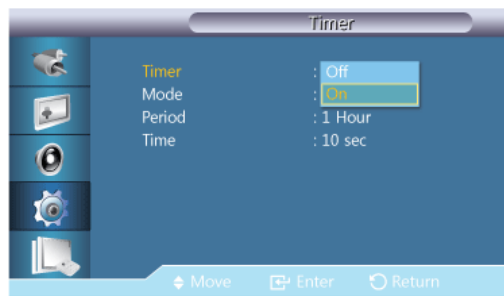 Timer
Timer : Off
Mode : On
Period : 1 Hour
Time : 10 sec
Move Enter Return